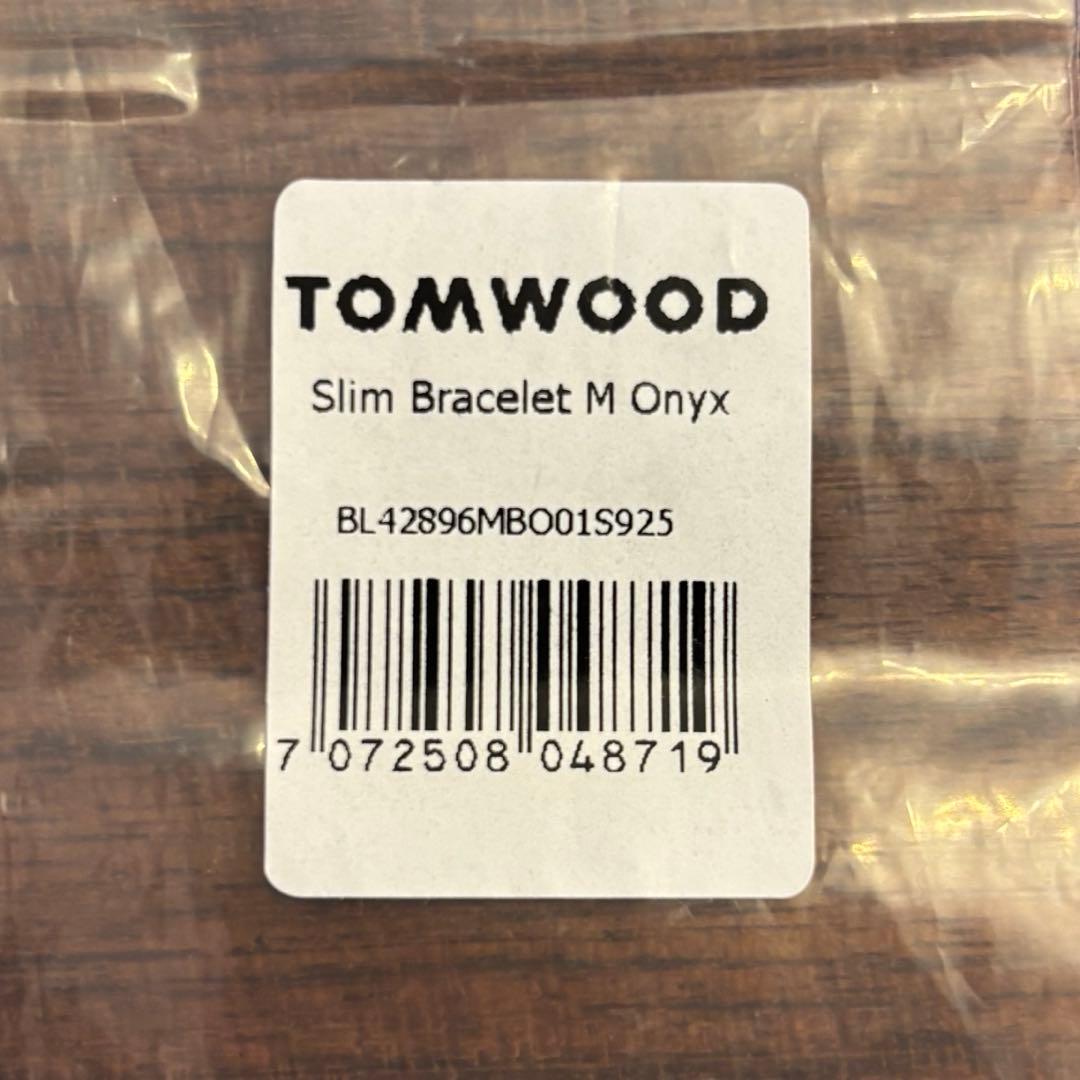 TOMWOOD
Slim Bracelet M Onyx
BL42896MBO01S925
7 072508 048719